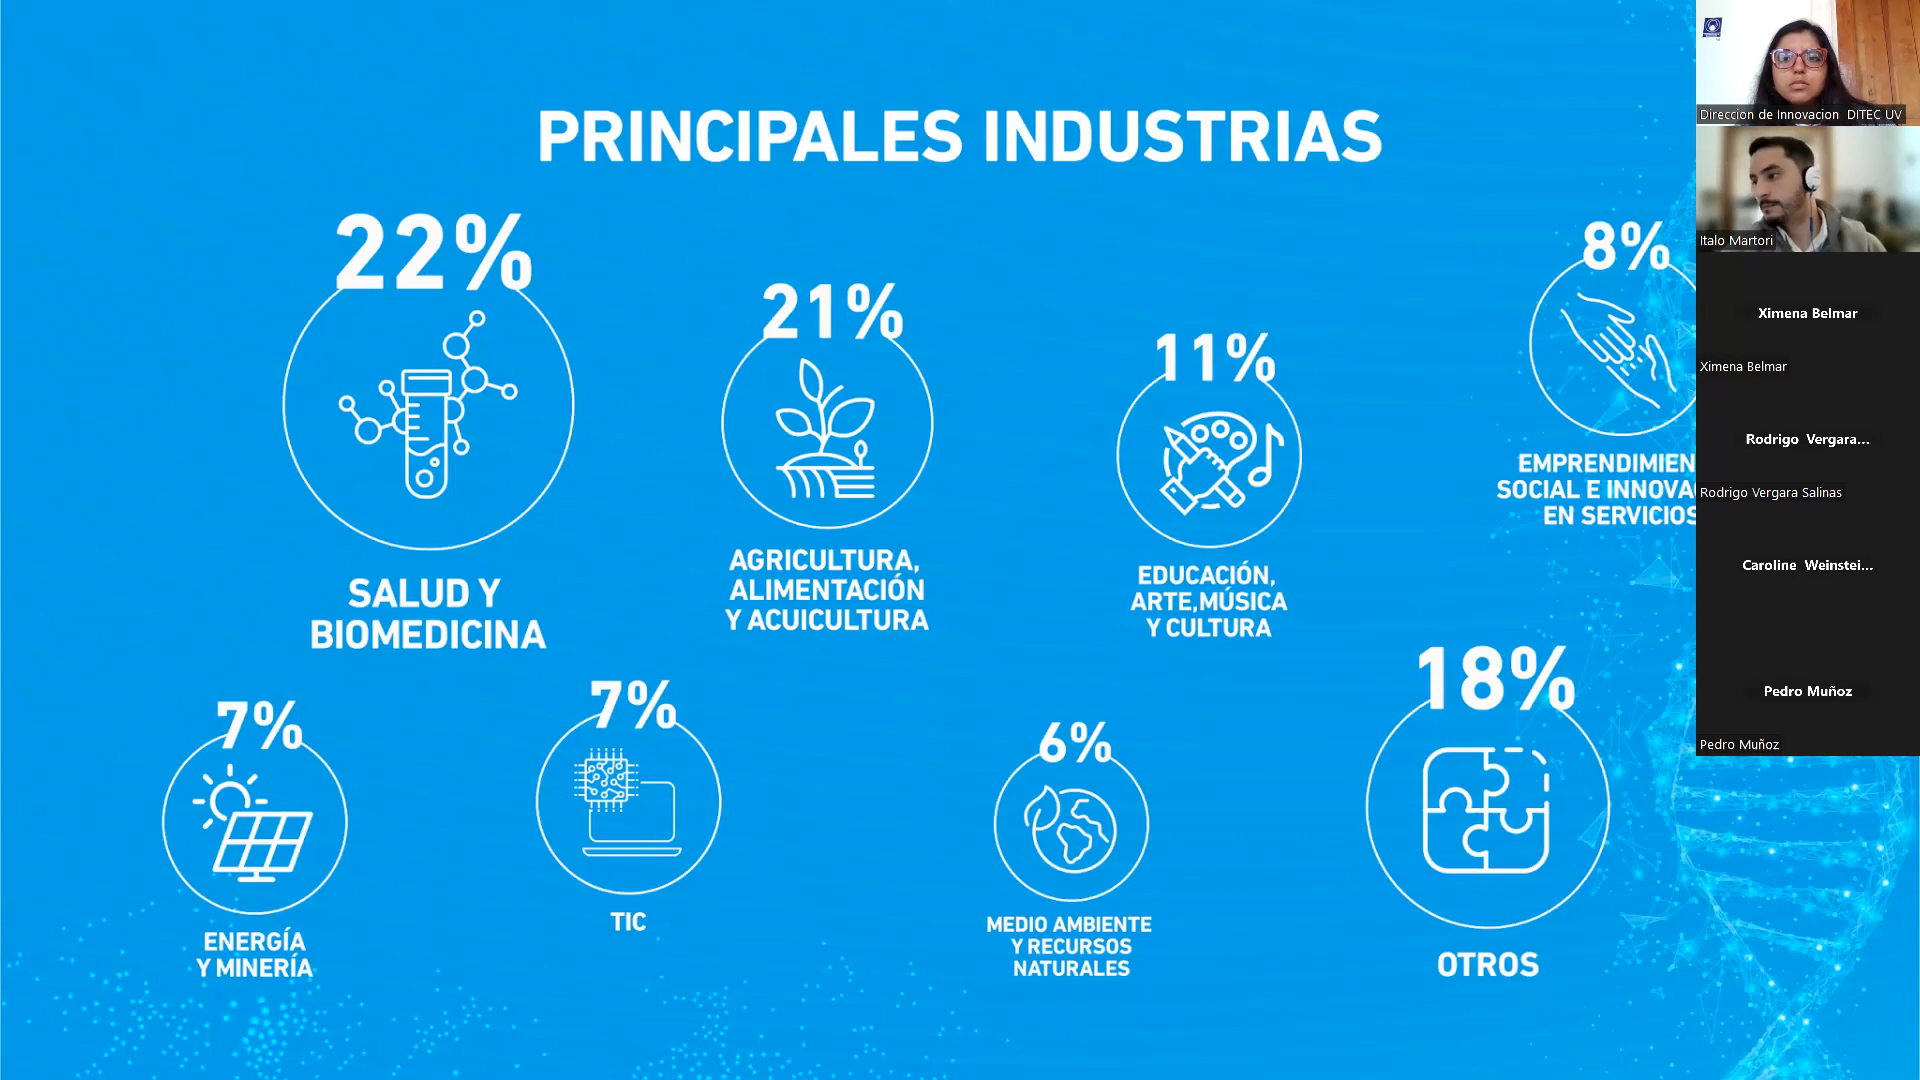 PRINCIPALES INDUSTRIAS
22%
SALUD Y
BIOMEDICINA
21%
AGRICULTURA,
ALIMENTACIÓN
Y ACUICULTURA
11%
EDUCACIÓN,
ARTE,MÚSICA
Y CULTURA
8%
EMPRENDIMIEN
SOCIAL E INNOVA
EN SERVICIOS
7%
ENERGÍA
Y MINERÍA
7%
TIC
6%
MEDIO AMBIENTE
Y RECURSOS
NATURALES
18%
OTROS
Direccion de Innovacion DITEC UV
Italo Martori
Ximena Belmar
Ximena Belmar
Rodrigo Vergara...
Rodrigo Vergara Salinas
Caroline Weinstei...
Pedro Muñoz
Pedro Muñoz